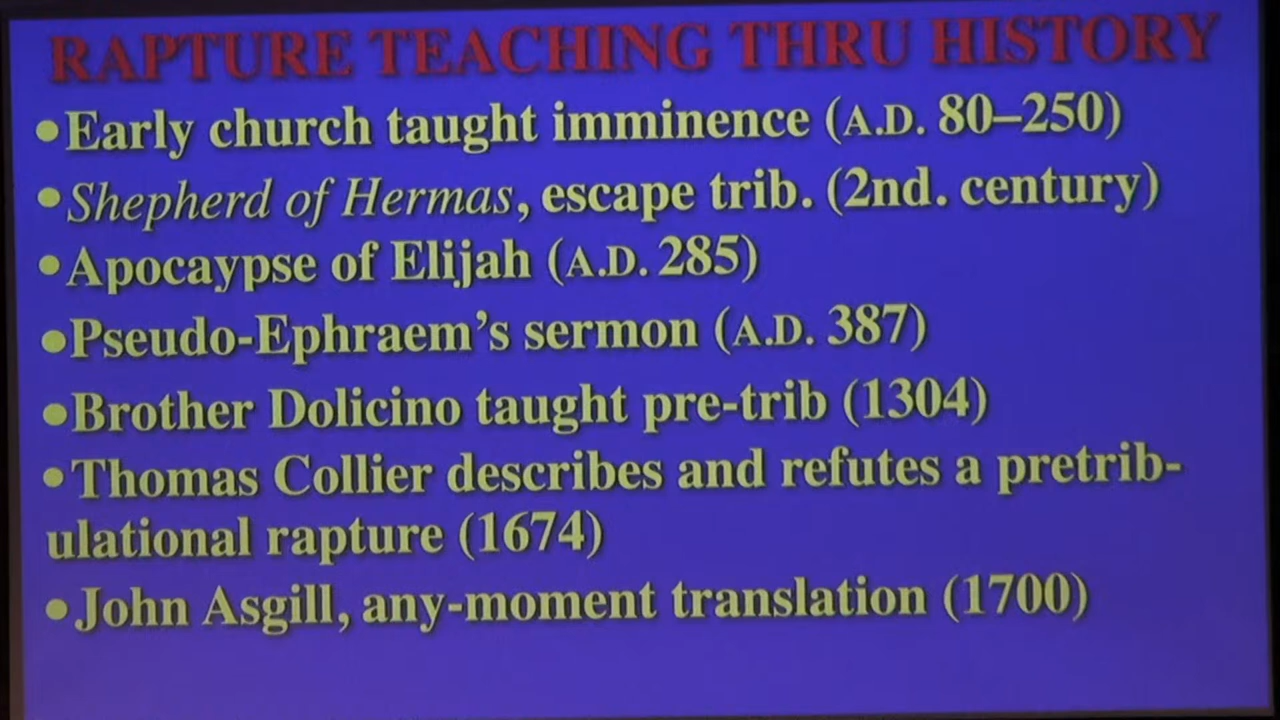 RAPTURE TEACHING THRU HISTORY
•Early church taught imminence (A.D. 80–250)
•Shepherd of Hermas, escape trib. (2nd. century)
•Apocaypse of Elijah (A.D. 285)
•Pseudo-Ephraem’s sermon (A.D. 387)
•Brother Dolicino taught pre-trib (1304)
•Thomas Collier describes and refutes a pretrib-
ulational rapture (1674)
•John Asgill, any-moment translation (1700)